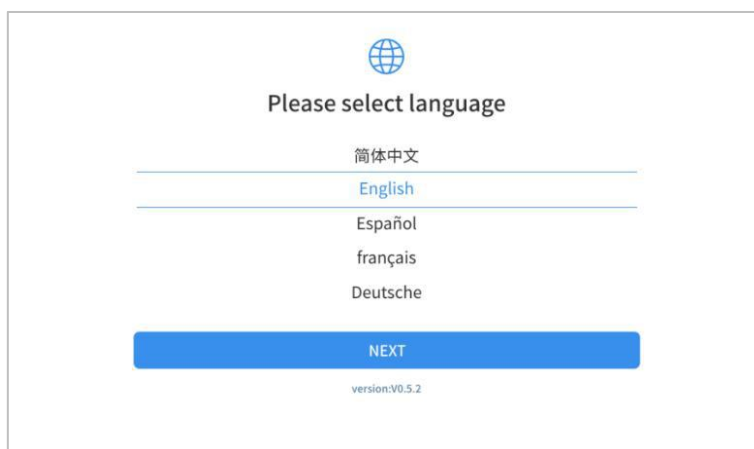 Please select language
简体中文
English
Español
français
Deutsche
NEXT
version:V0.5.2